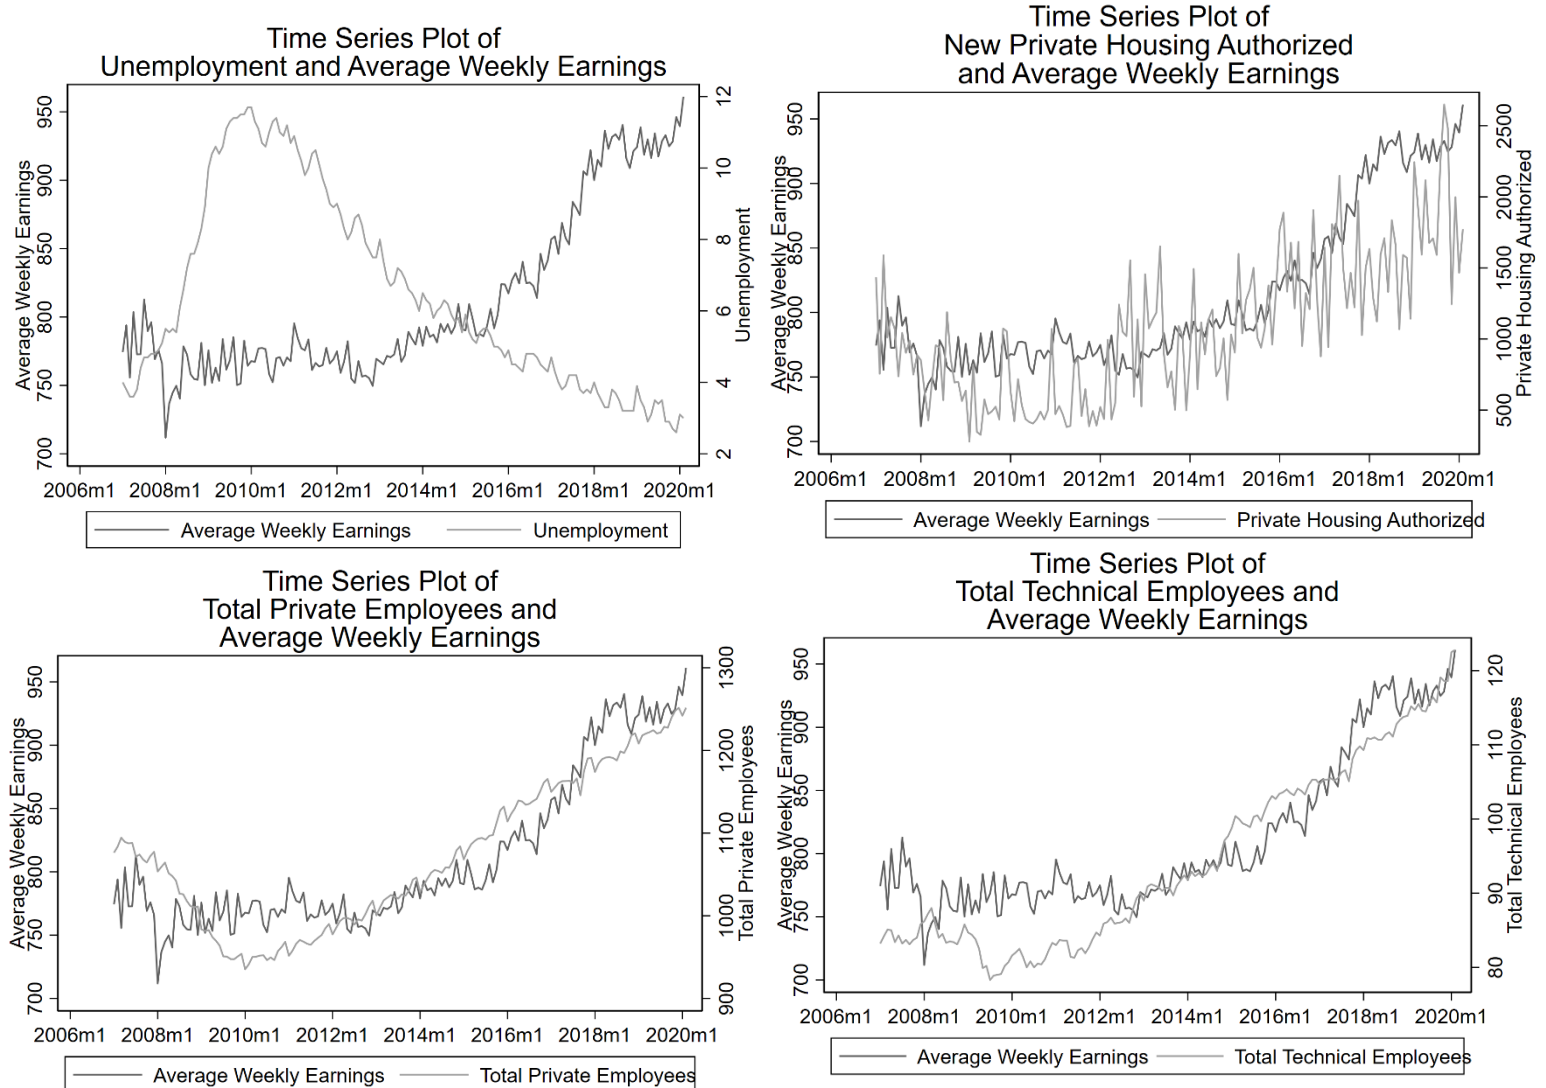 Time Series Plot of
Unemployment and Average Weekly Earnings
Average Weekly Earnings
700 750 800 850 900 950
Unemployment
2 4 6 8 10 12
2006m1 2008m1 2010m1 2012m1 2014m1 2016m1 2018m1 2020m1
Average Weekly Earnings Unemployment
Time Series Plot of
New Private Housing Authorized
and Average Weekly Earnings
Average Weekly Earnings
700 750 800 850 900 950
Private Housing Authorized
500 1000 1500 2000 2500
2006m1 2008m1 2010m1 2012m1 2014m1 2016m1 2018m1 2020m1
Average Weekly Earnings Private Housing Authorized
Time Series Plot of
Total Private Employees and
Average Weekly Earnings
Average Weekly Earnings
700 750 800 850 900 950
Total Private Employees
900 1000 1100 1200 1300
2006m1 2008m1 2010m1 2012m1 2014m1 2016m1 2018m1 2020m1
Average Weekly Earnings Total Private Employees
Time Series Plot of
Total Technical Employees and
Average Weekly Earnings
Average Weekly Earnings
700 750 800 850 900 950
Total Technical Employees
80 90 100 110 120
2006m1 2008m1 2010m1 2012m1 2014m1 2016m1 2018m1 2020m1
Average Weekly Earnings Total Technical Employees